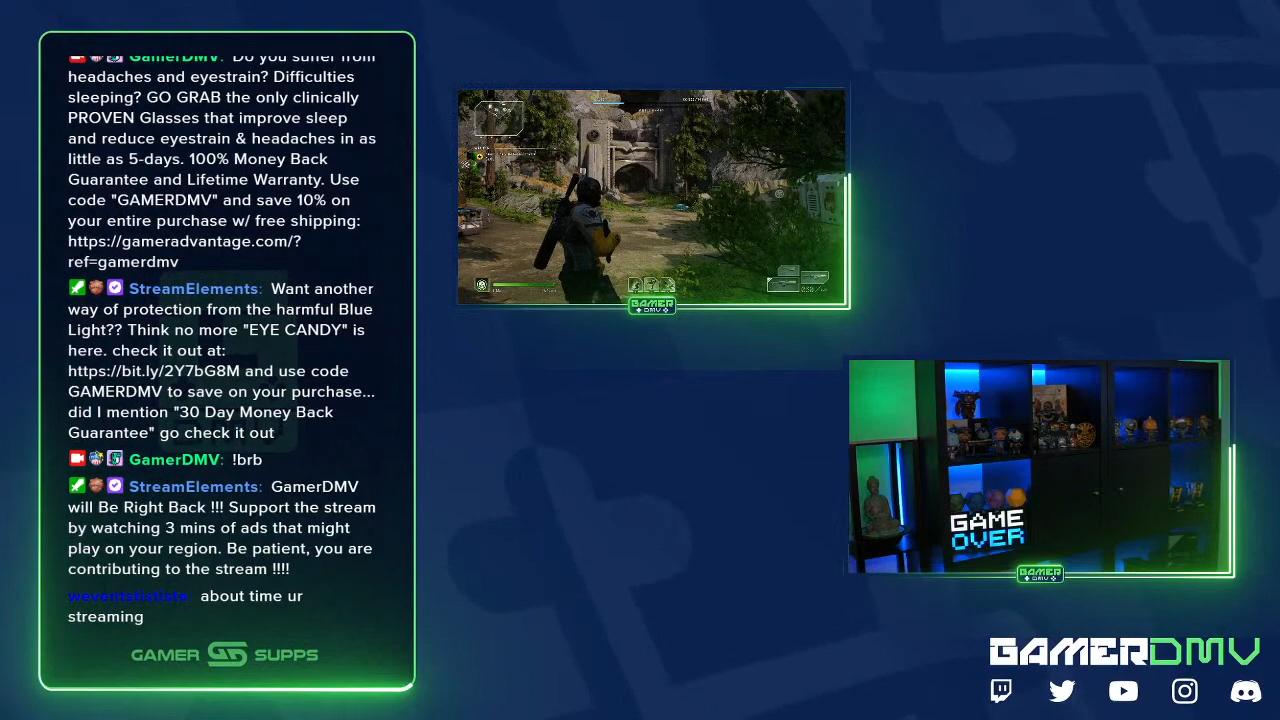 GamerDMV: Do you suffer from
headaches and eyestrain? Difficulties
sleeping? GO GRAB the only clinically
PROVEN Glasses that improve sleep
and reduce eyestrain & headaches in as
little as 5-days. 100% Money Back
Guarantee and Lifetime Warranty. Use
code "GAMERDMV" and save 10% on
your entire purchase w/ free shipping:
https://gameradvantage.com/?
ref=gamerdmv
StreamElements: Want another
way of protection from the harmful Blue
Light?? Think no more "EYE CANDY" is
here. check it out at:
https://bit.ly/2Y7bG8M and use code
GAMERDMV to save on your purchase...
did I mention "30 Day Money Back
Guarantee" go check it out
GamerDMV: !brb
StreamElements: GamerDMV
will Be Right Back !!! Support the stream
by watching 3 mins of ads that might
play on your region. Be patient, you are
contributing to the stream !!!!
about time ur
streaming
GAMER SUPPS
GAMER
DMV
GAME
OVER
GAMER
DMV
GAMERDMV